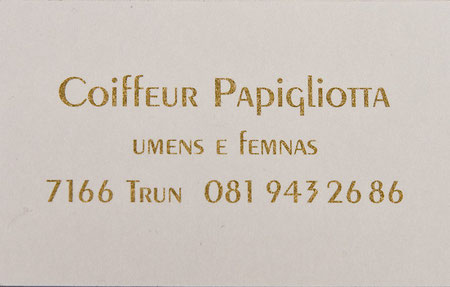 Coiffeur Papigliotta
umens e femnas
7166 Trun 081 943 26 86